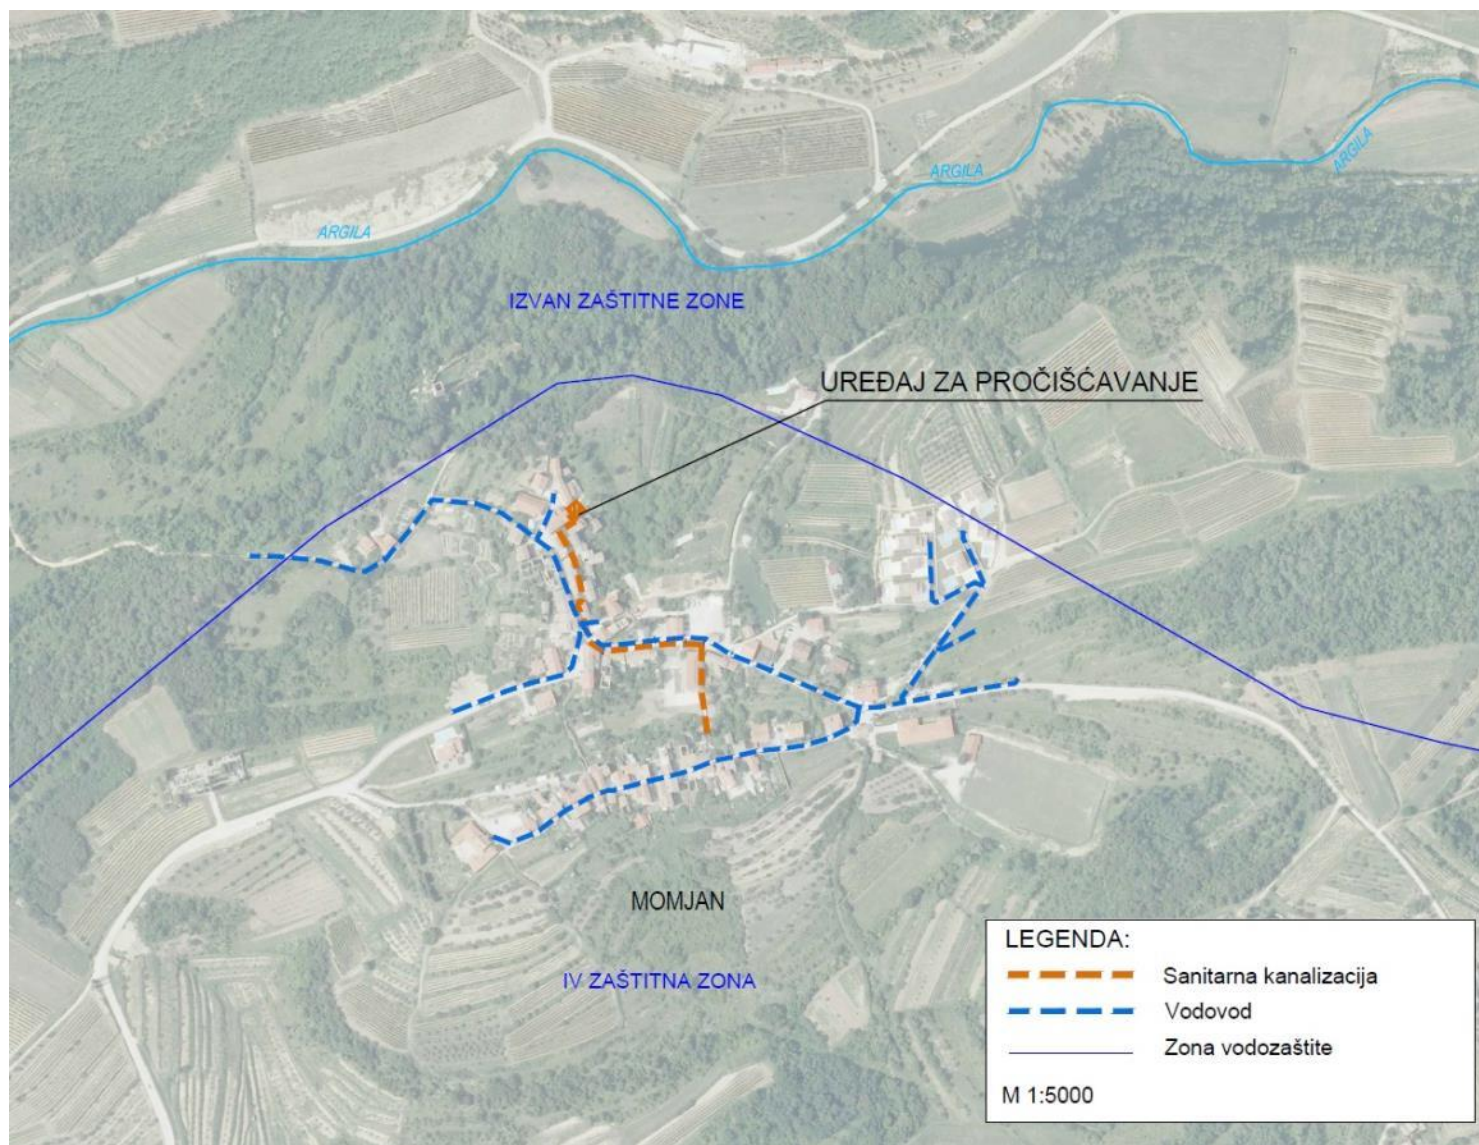 ARGILA
ARGILA
ARGILA
IZVAN ZAŠTITNE ZONE
UREĐAJ ZA PROČIŠĆAVANJE
MOMJAN
IV ZAŠTITNA ZONA
LEGENDA:
Sanitarna kanalizacija
Vodovod
Zona vodozaštite
M 1:5000